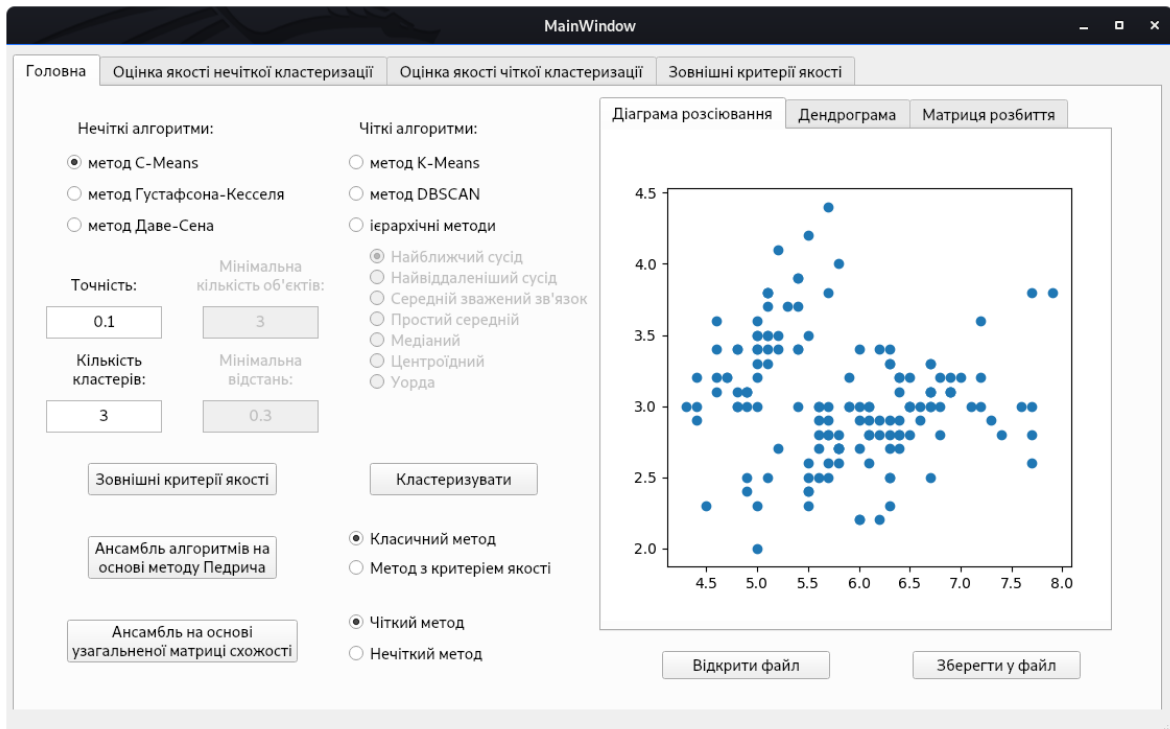 MainWindow
Головна
Оцінка якості нечіткої кластеризації
Оцінка якості чіткої кластеризації
Зовнішні критерії якості
Нечіткі алгоритми:
метод C-Means
метод Густафсона-Кесселя
метод Даве-Сена
Чіткі алгоритми:
метод K-Means
метод DBSCAN
ієрархічні методи
Найближчий сусід
Найвіддаленіший сусід
Середній зважений зв'язок
Простий середній
Медіаний
Центроїдний
Уорда
Точність:
0.1
Мінімальна
кількість об'єктів:
3
Кількість
кластерів:
3
Мінімальна
відстань:
0.3
Зовнішні критерії якості
Кластеризувати
Ансамбль алгоритмів на
основі методу Педрича
Класичний метод
Метод з критерієм якості
Ансамбль на основі
узагальненої матриці схожості
Чіткий метод
Нечіткий метод
Діаграма розсіювання
Дендрограма
Матриця розбиття
4.5
4.0
3.5
3.0
2.5
2.0
4.5 5.0 5.5 6.0 6.5 7.0 7.5 8.0
Відкрити файл
Зберегти у файл